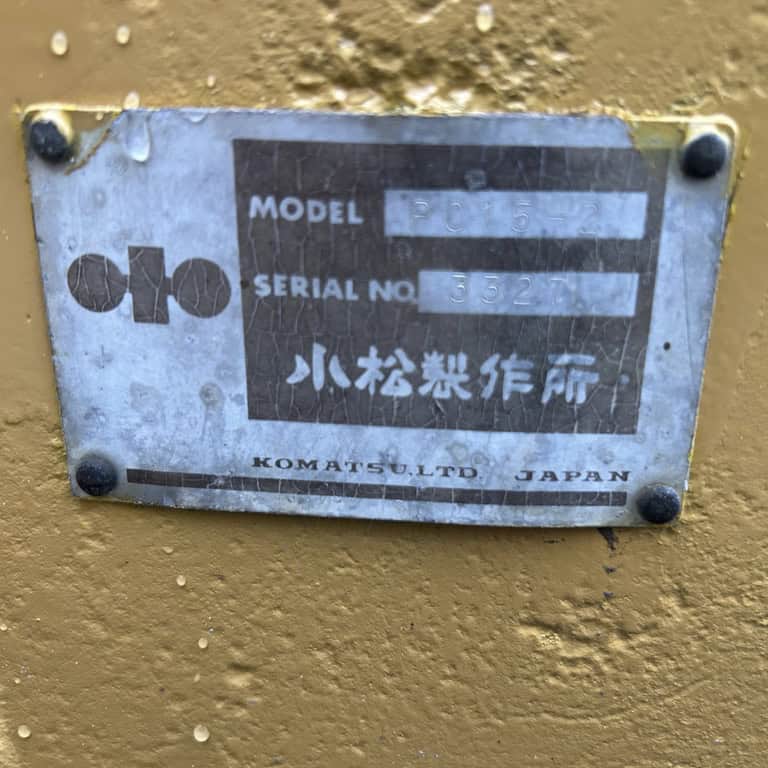 MODEL PC15-2
SERIAL NO. 3327
小松製作所
KOMATSU.LTD. JAPAN